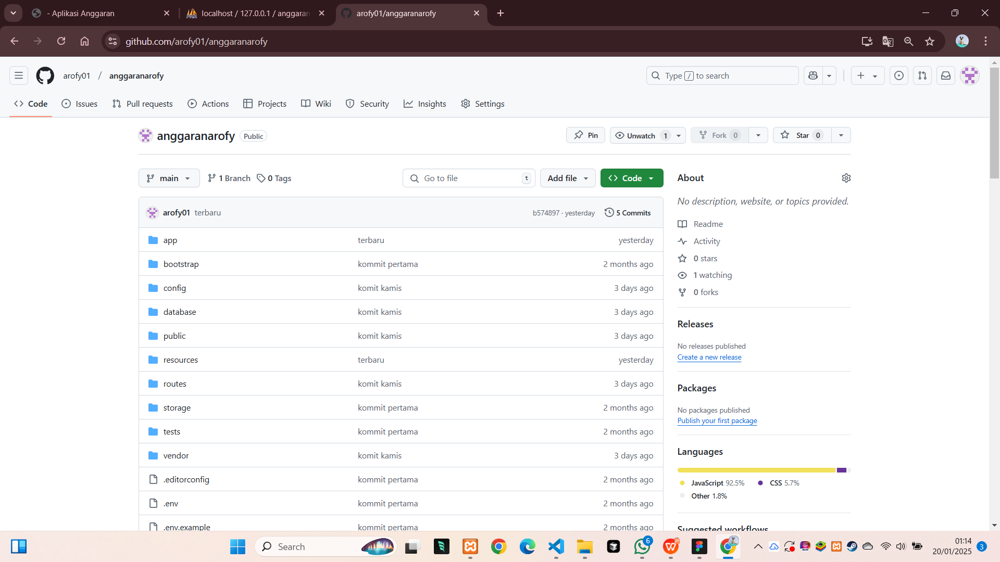 - Aplikasi Anggaran
localhost / 127.0.0.1 / anggaran
arofy01/anggaranarofy
github.com/arofy01/anggaranarofy
arofy01 / anggaranarofy
Type / to search
Code
Issues
Pull requests
Actions
Projects
Wiki
Security
Insights
Settings
anggaranarofy Public
Pin
Unwatch 1
Fork 0
Star 0
main
1 Branch
0 Tags
Go to file t
Add file
Code
arofy01 terbaru b574897 · yesterday 5 Commits
app terbaru yesterday
bootstrap kommit pertama 2 months ago
config komit kamis 3 days ago
database komit kamis 3 days ago
public komit kamis 3 days ago
resources terbaru yesterday
routes komit kamis 3 days ago
storage kommit pertama 2 months ago
tests kommit pertama 2 months ago
vendor komit kamis 3 days ago
.editorconfig kommit pertama 2 months ago
.env kommit pertama 2 months ago
.env.example kommit pertama 2 months ago
About
No description, website, or topics provided.
Readme
Activity
0 stars
1 watching
0 forks
Releases
No releases published
Create a new release
Packages
No packages published
Publish your first package
Languages
JavaScript 92.5% CSS 5.7%
Other 1.8%
Suggested workflows
Search
6
01:14
20/01/2025
3